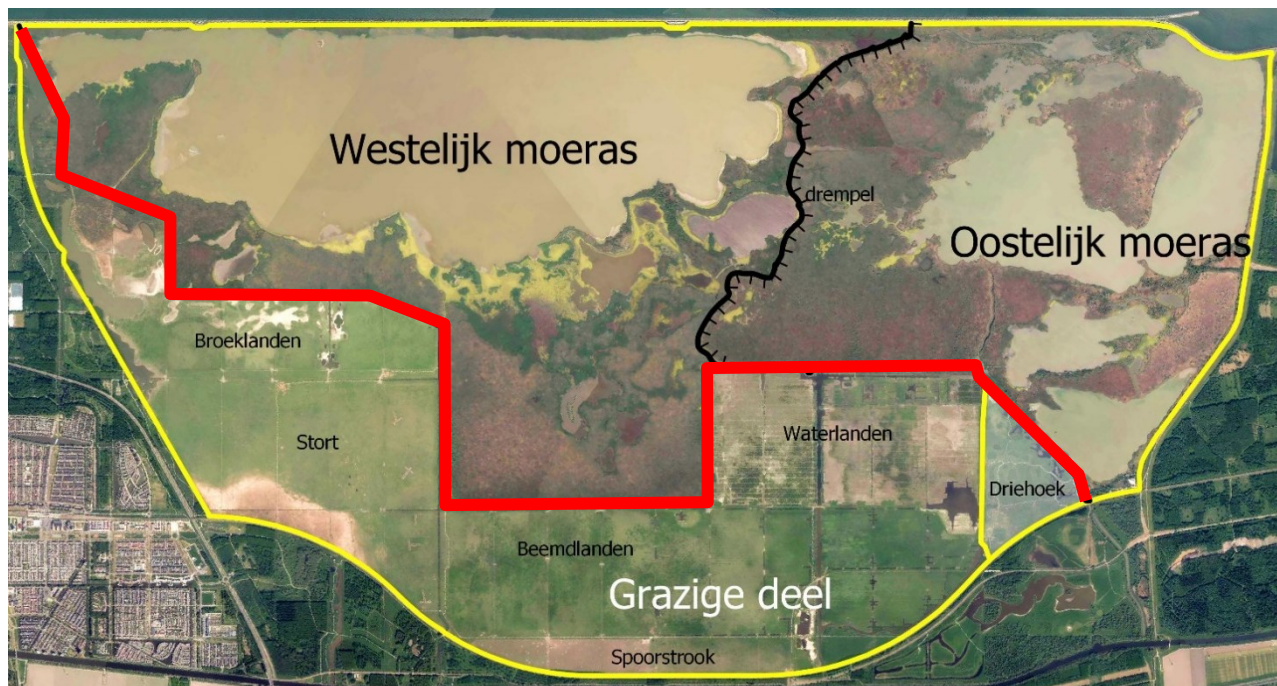 Westelijk moeras
drempel
Oostelijk moeras
Broeklanden
Stort
Waterlanden
Driehoek
Beemdlanden
Grazige deel
Spoorstrook